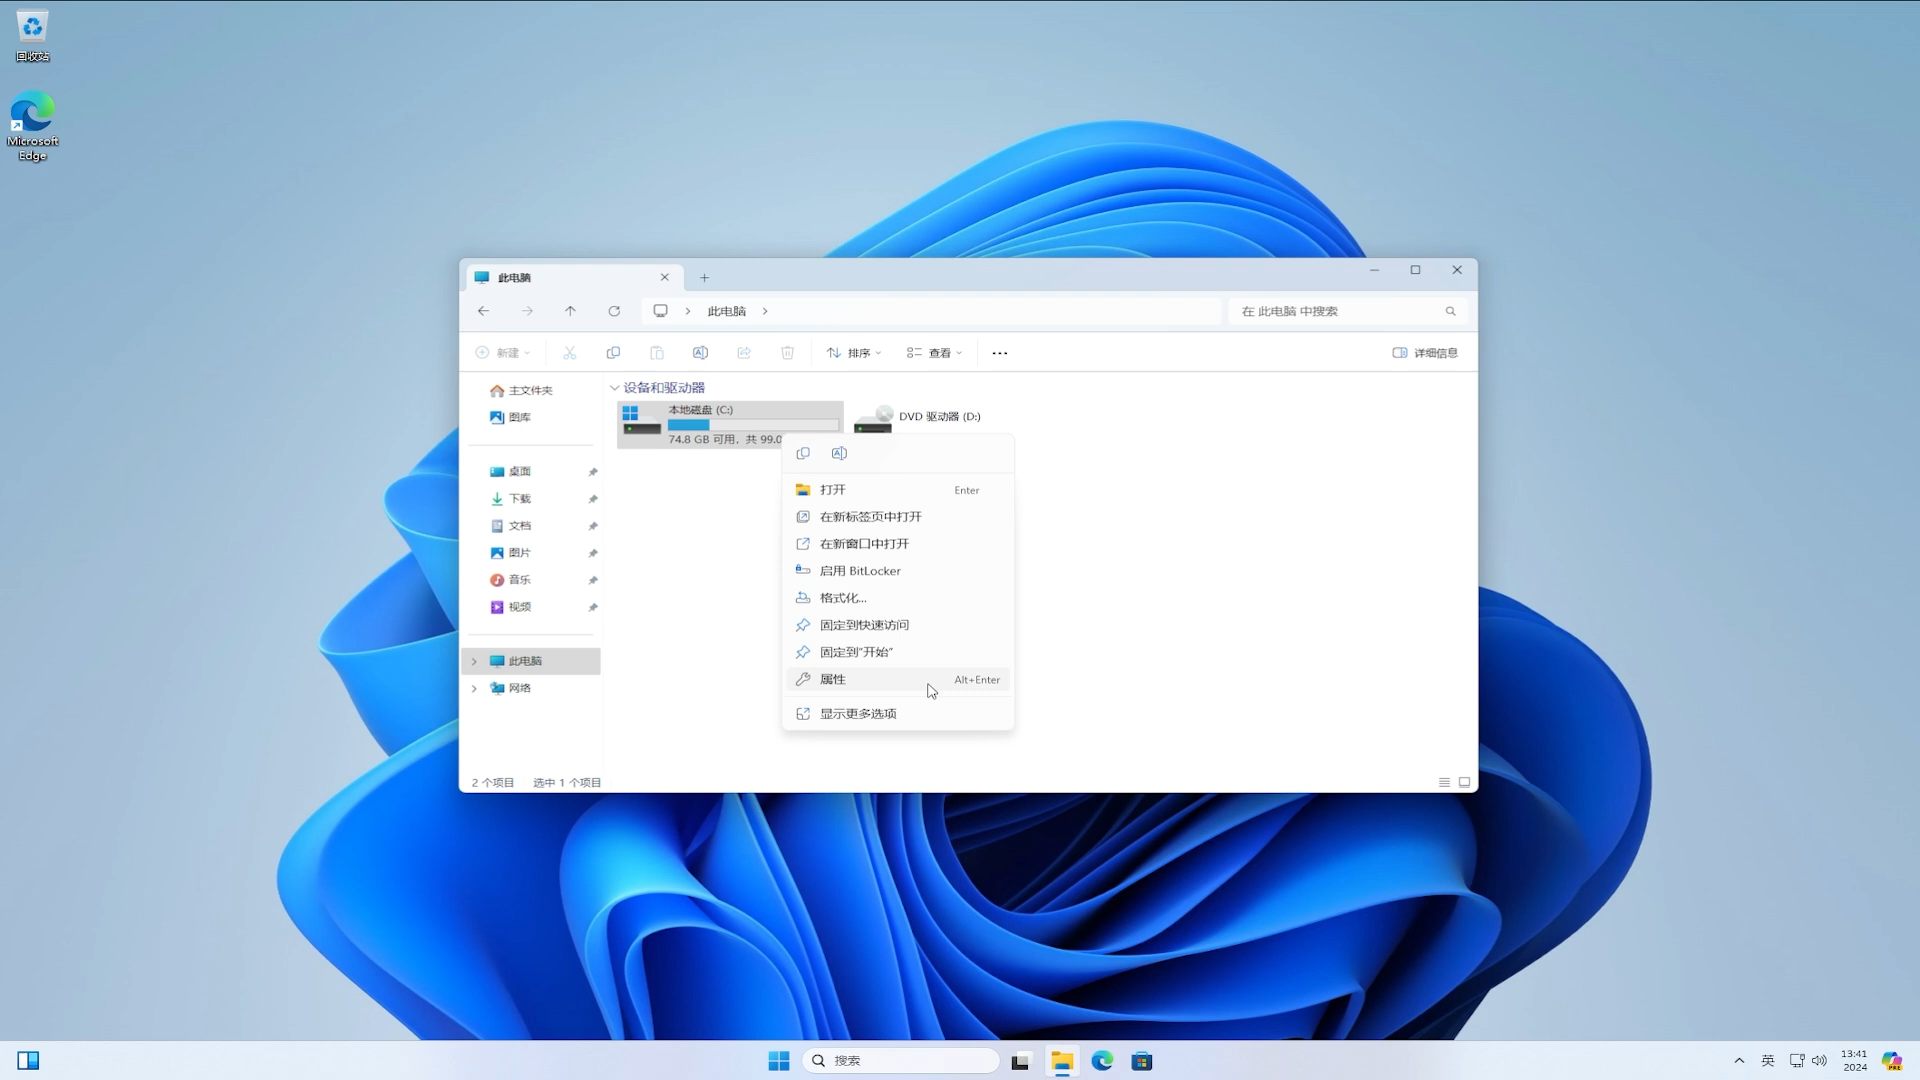 回收站
Microsoft
Edge
此电脑
此电脑
在 此电脑 中搜索
新建
排序
查看
详细信息
主文件夹
图库
桌面
下载
文档
图片
音乐
视频
此电脑
网络
设备和驱动器
本地磁盘 (C:)
74.8 GB 可用，共 99.0
DVD 驱动器 (D:)
打开 Enter
在新标签页中打开
在新窗口中打开
启用 BitLocker
格式化...
固定到快速访问
固定到"开始"
属性 Alt+Enter
显示更多选项
2 个项目 选中 1 个项目
搜索
英
13:41
2024
PRE